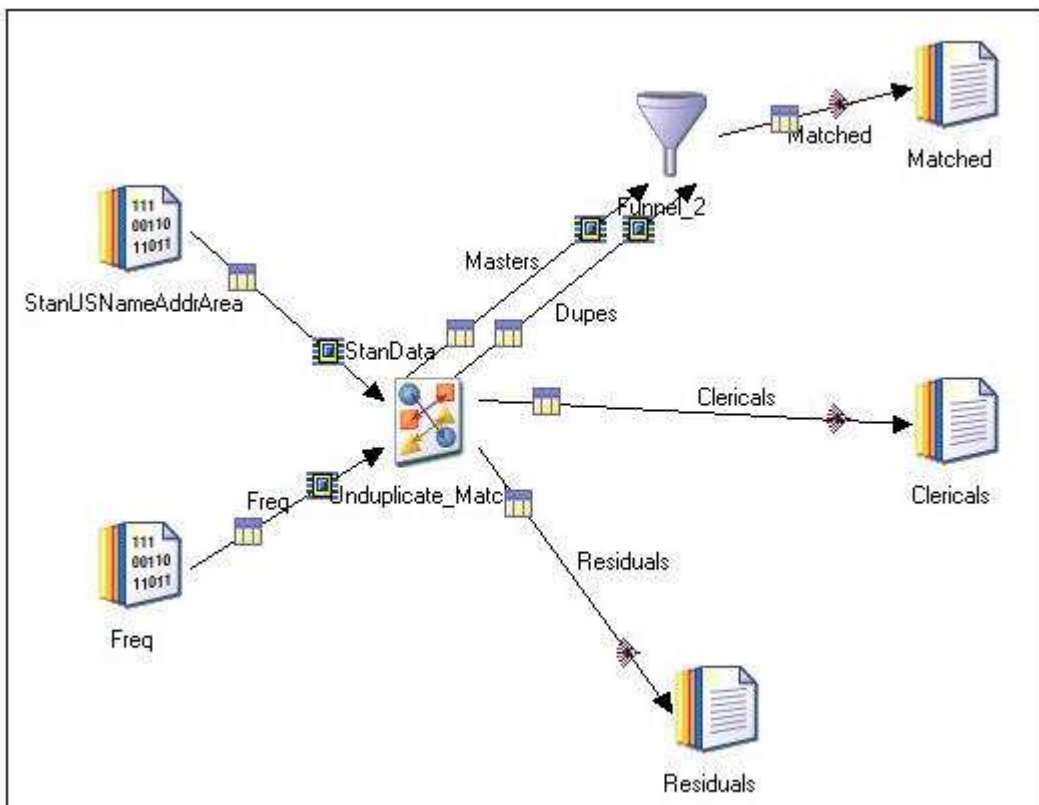 Matched
Matched
Funnel_2
Masters
Dupes
111
00110
11011
StanUSNameAddrArea
StanData
Clericals
Clericals
Freq
Unduplicate_Matc
111
00110
11011
Freq
Residuals
Residuals